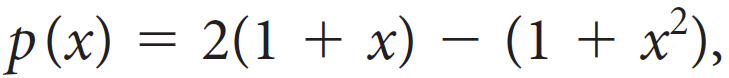 p(x) = 2(1 + x) − (1 + x²),